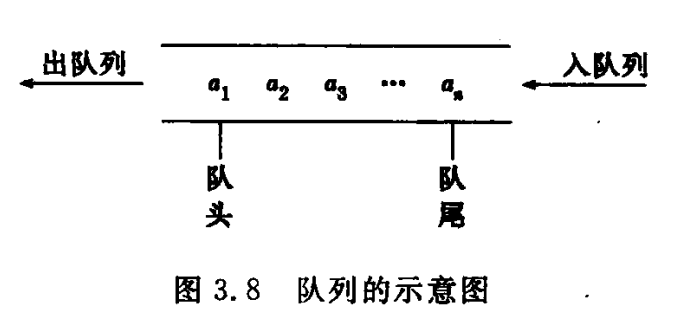 出队列
a1 a2 a3 … an
入队列
队头
队尾
图 3.8 队列的示意图